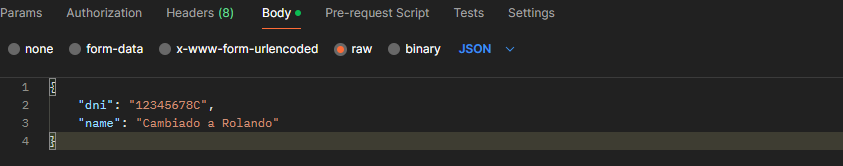 Params Authorization Headers (8) Body Pre-request Script Tests Settings
none form-data x-www-form-urlencoded raw binary JSON
1 {
2 "dni": "12345678C",
3 "name": "Cambiado a Rolando"
4 }